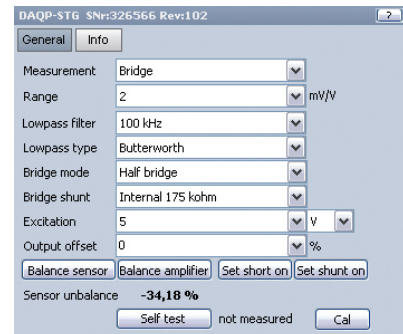 DAQP-STG SNr:326566 Rev:102 ?
General Info
Measurement Bridge
Range 2 mV/V
Lowpass filter 100 kHz
Lowpass type Butterworth
Bridge mode Half bridge
Bridge shunt Internal 175 kohm
Excitation 5 V
Output offset 0 %
Balance sensor Balance amplifier Set short on Set shunt on
Sensor unbalance -34,18 %
Self test not measured Cal